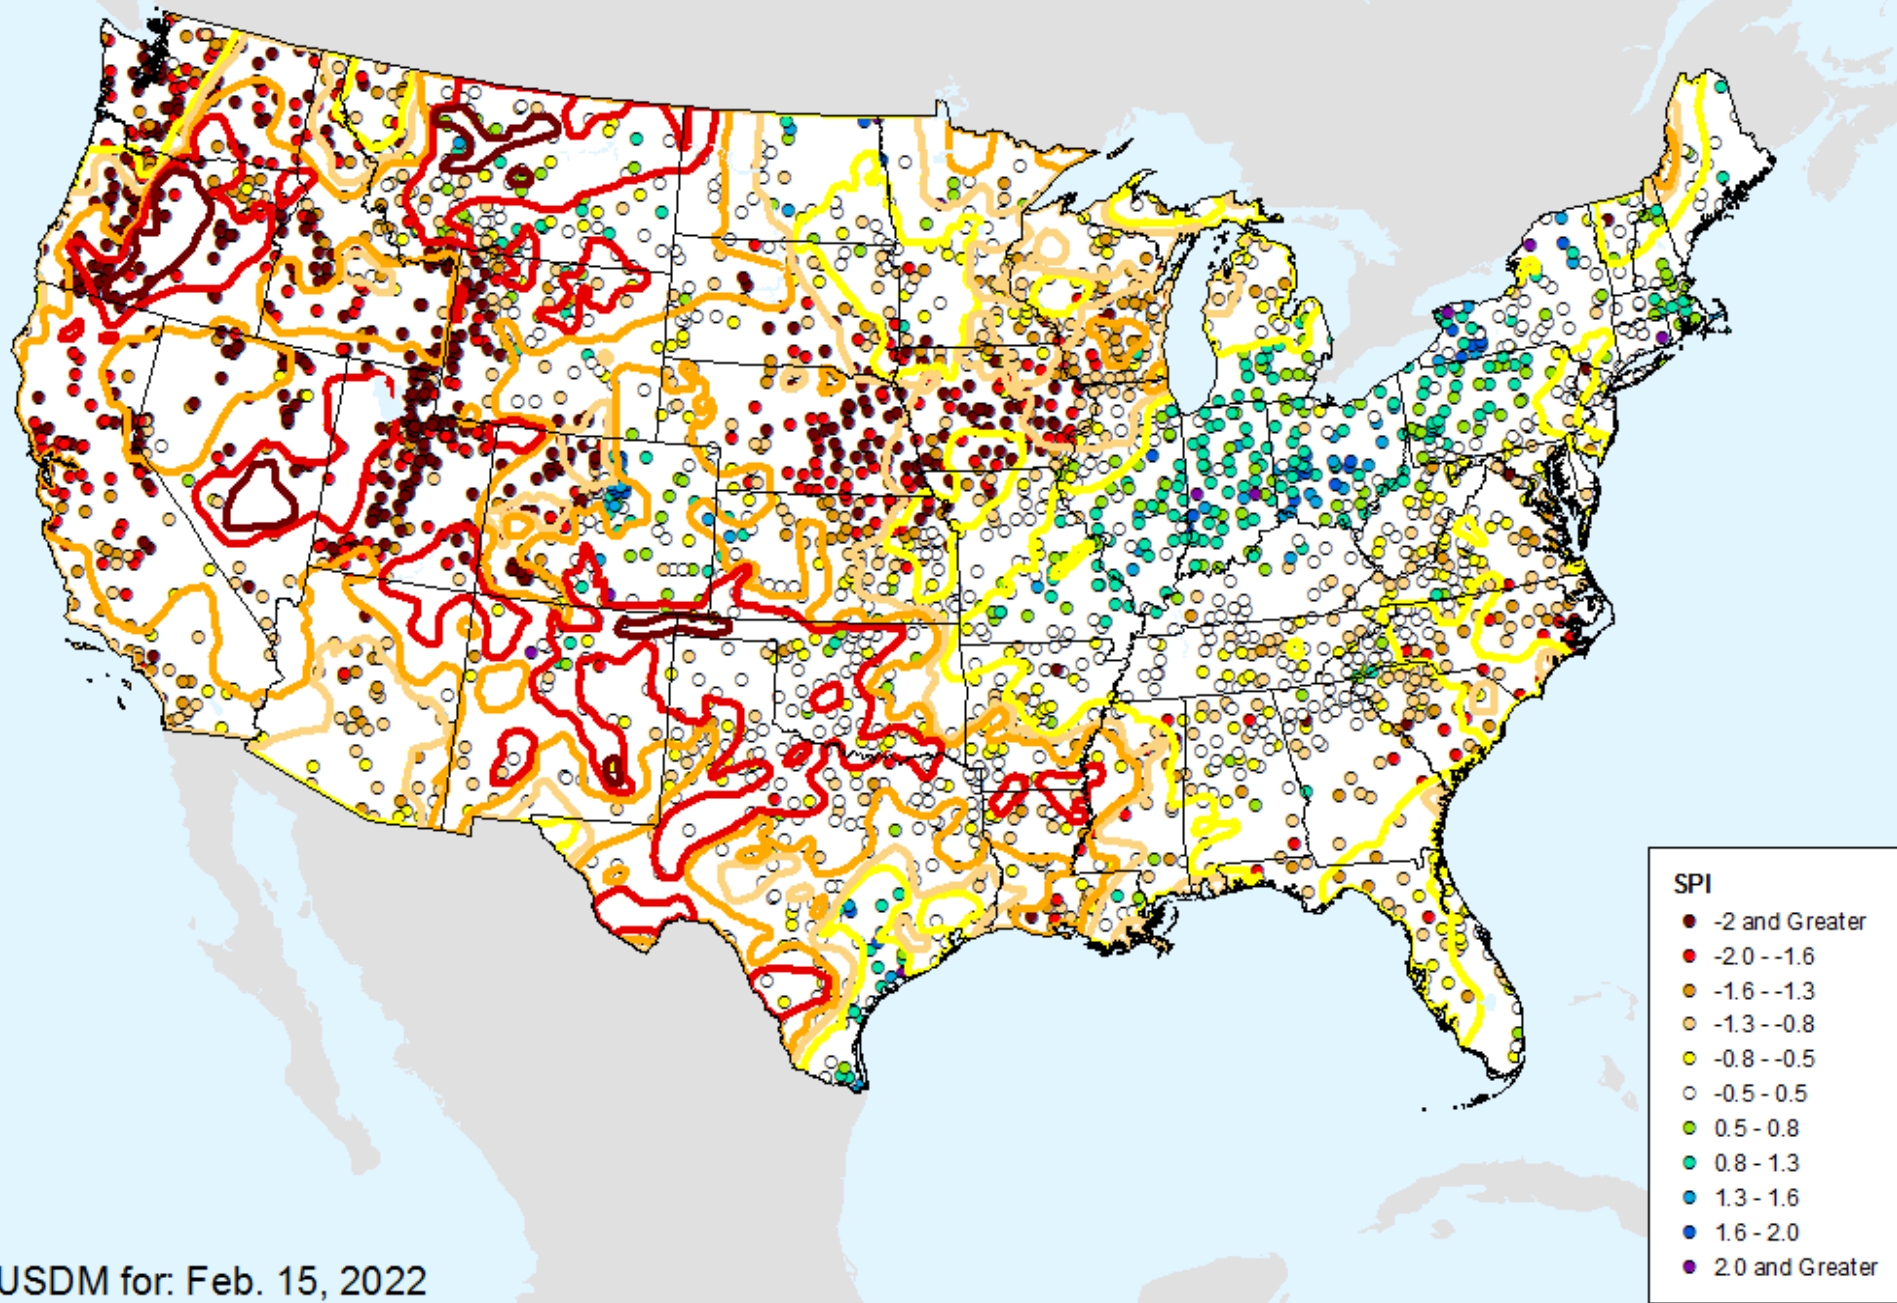 SPI
-2 and Greater
-2.0 - -1.6
-1.6 - -1.3
-1.3 - -0.8
-0.8 - -0.5
-0.5 - 0.5
0.5 - 0.8
0.8 - 1.3
1.3 - 1.6
1.6 - 2.0
2.0 and Greater
USDM for: Feb. 15, 2022